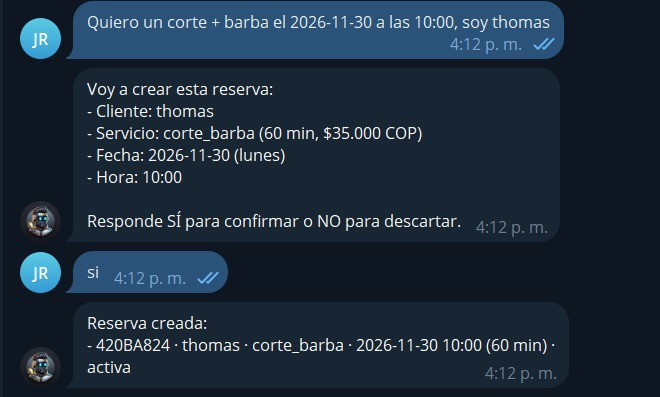 Quiero un corte + barba el 2026-11-30 a las 10:00, soy thomas
4:12 p. m.
JR
Voy a crear esta reserva:
- Cliente: thomas
- Servicio: corte_barba (60 min, $35.000 COP)
- Fecha: 2026-11-30 (lunes)
- Hora: 10:00
Responde SÍ para confirmar o NO para descartar.
4:12 p. m.
JR
si
4:12 p. m.
Reserva creada:
- 420BA824 · thomas · corte_barba · 2026-11-30 10:00 (60 min) ·
activa
4:12 p. m.